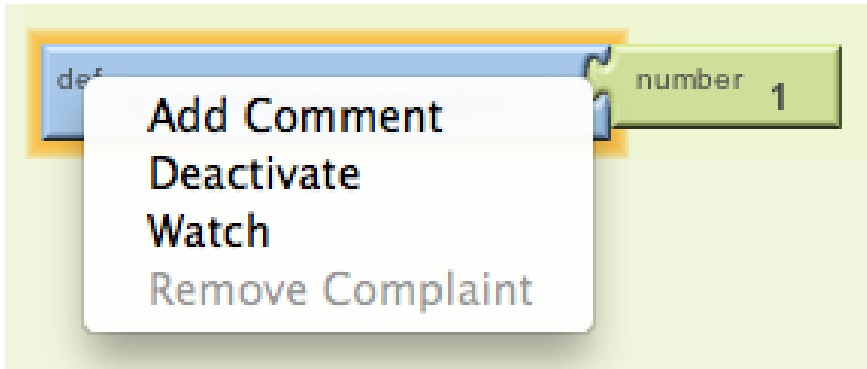 def
number
1
Add Comment
Deactivate
Watch
Remove Complaint